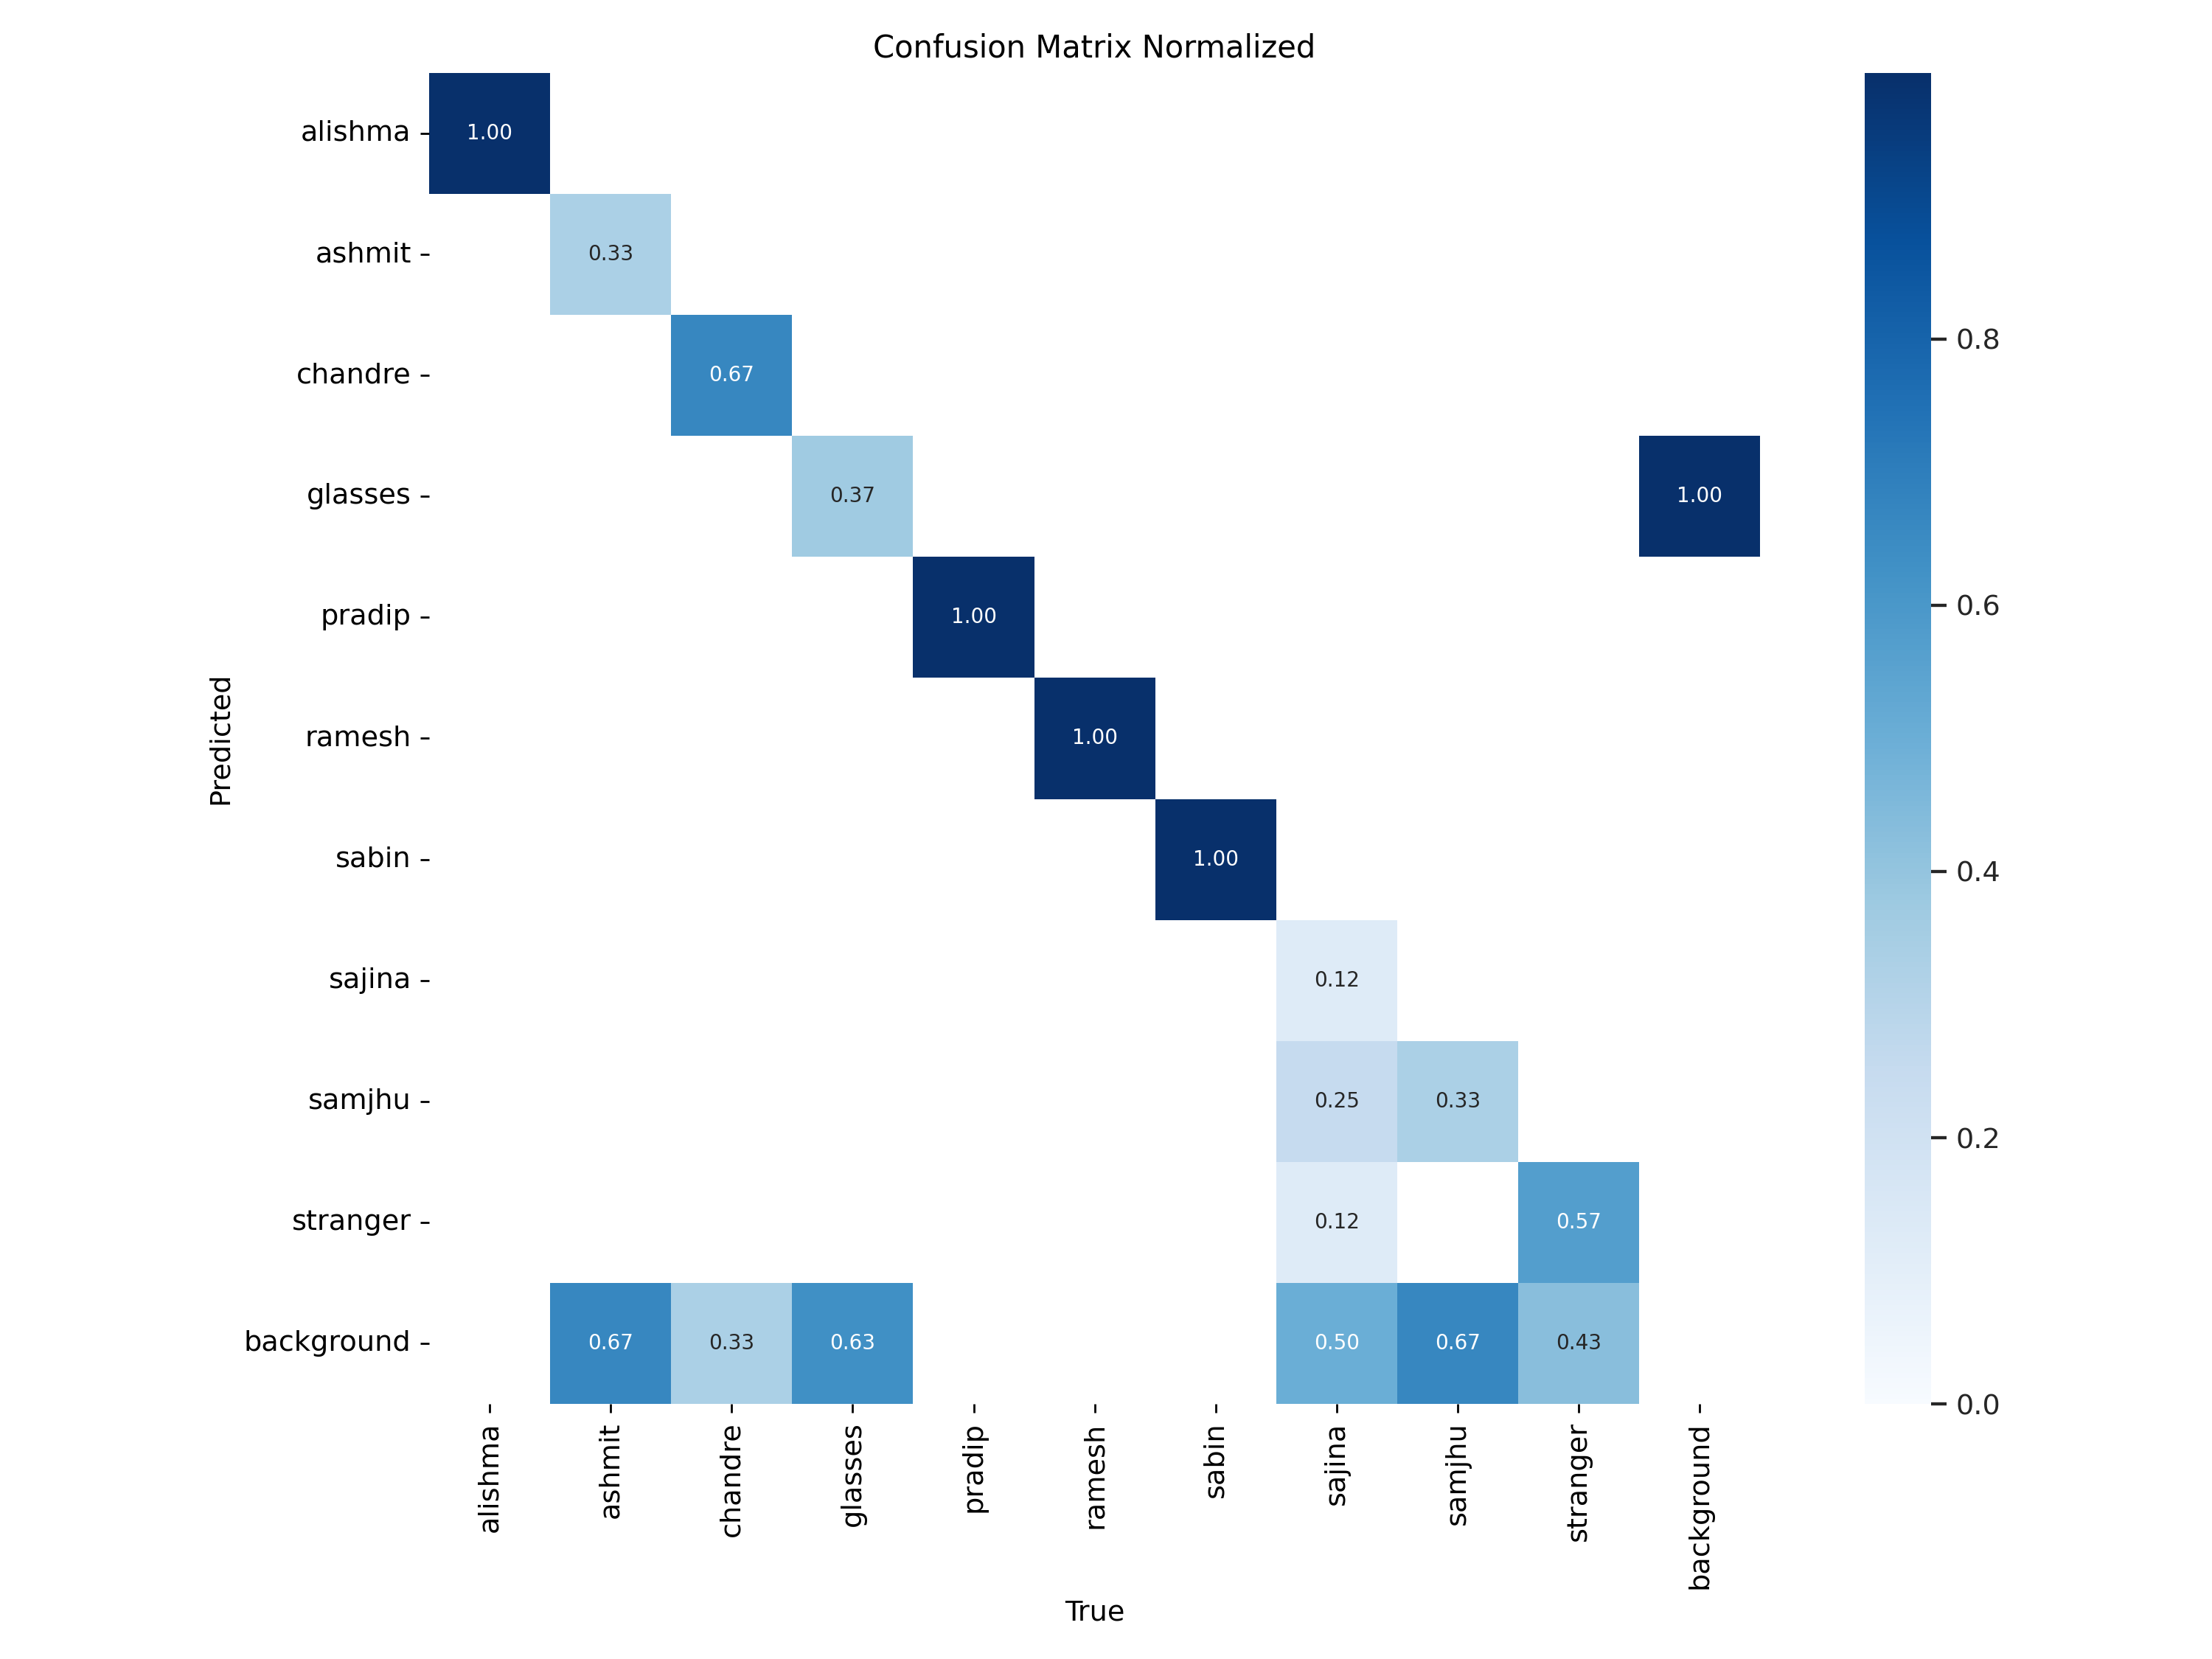 Confusion Matrix Normalized
alishma
1.00
ashmit
0.33
0.8
chandre
0.67
glasses
0.37
1.00
0.6
pradip
1.00
Predicted
ramesh
1.00
sabin
1.00
0.4
sajina
0.12
samjhu
0.25
0.33
0.2
stranger
0.12
0.57
background
0.67
0.33
0.63
0.50
0.67
0.43
0.0
alishma
ashmit
chandre
glasses
pradip
ramesh
sabin
sajina
samjhu
stranger
background
True